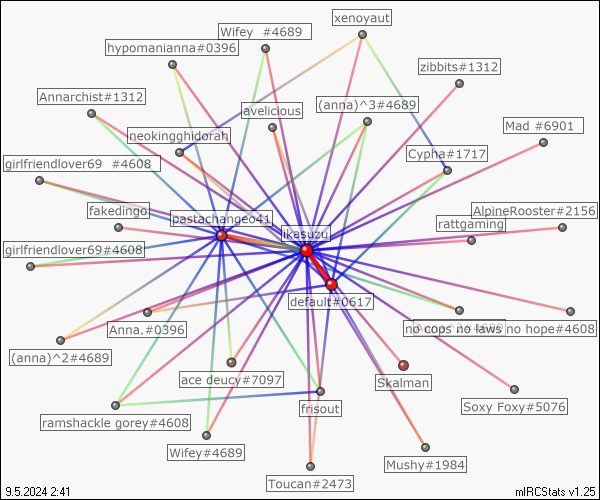 xenoyaut
Wifey #4689
hypomanianna#0396
zibbits#1312
Annarchist#1312
avelicious
(anna)^3#4689
Mad #6901
neokingghidorah
Cypha#1717
girlfriendlover69 #4608
fakedingo
pastachangeo41
AlpineRooster#2156
rattgaming
ikasuzu
girlfriendlover69#4608
default#0617
Anna.#0396
no cops no laws no hope#4608
(anna)^2#4689
ace deucy#7097
Skalman
frisout
Soxy Foxy#5076
ramshackle gorey#4608
Wifey#4689
Mushy#1984
Toucan#2473
9.5.2024 2:41
mIRCStats v1.25